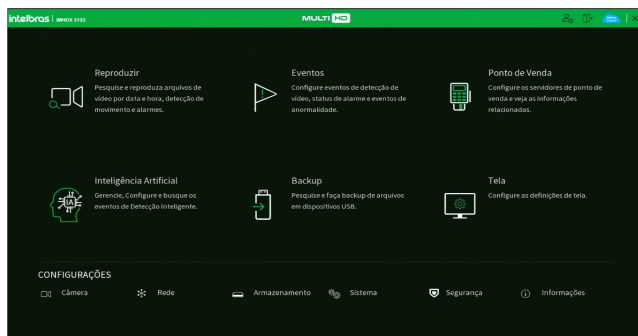 intelbras | IMHDX 3132
MULTI HD
Reproduzir
Pesquise e reproduza arquivos de
vídeo por data e hora, detecção de
movimento e alarmes.
Eventos
Configure eventos de detecção de
vídeo, status de alarme e eventos de
anormalidade.
Ponto de Venda
Configure os servidores de ponto de
venda e veja as informações
relacionadas.
Inteligência Artificial
Gerencie, Configure e busque os
eventos de Detecção Inteligente.
IA
Backup
Pesquise e faça backup de arquivos
em dispositivos USB.
Tela
Configure as definições de tela.
CONFIGURAÇÕES
Câmera
Rede
Armazenamento
Sistema
Segurança
Informações